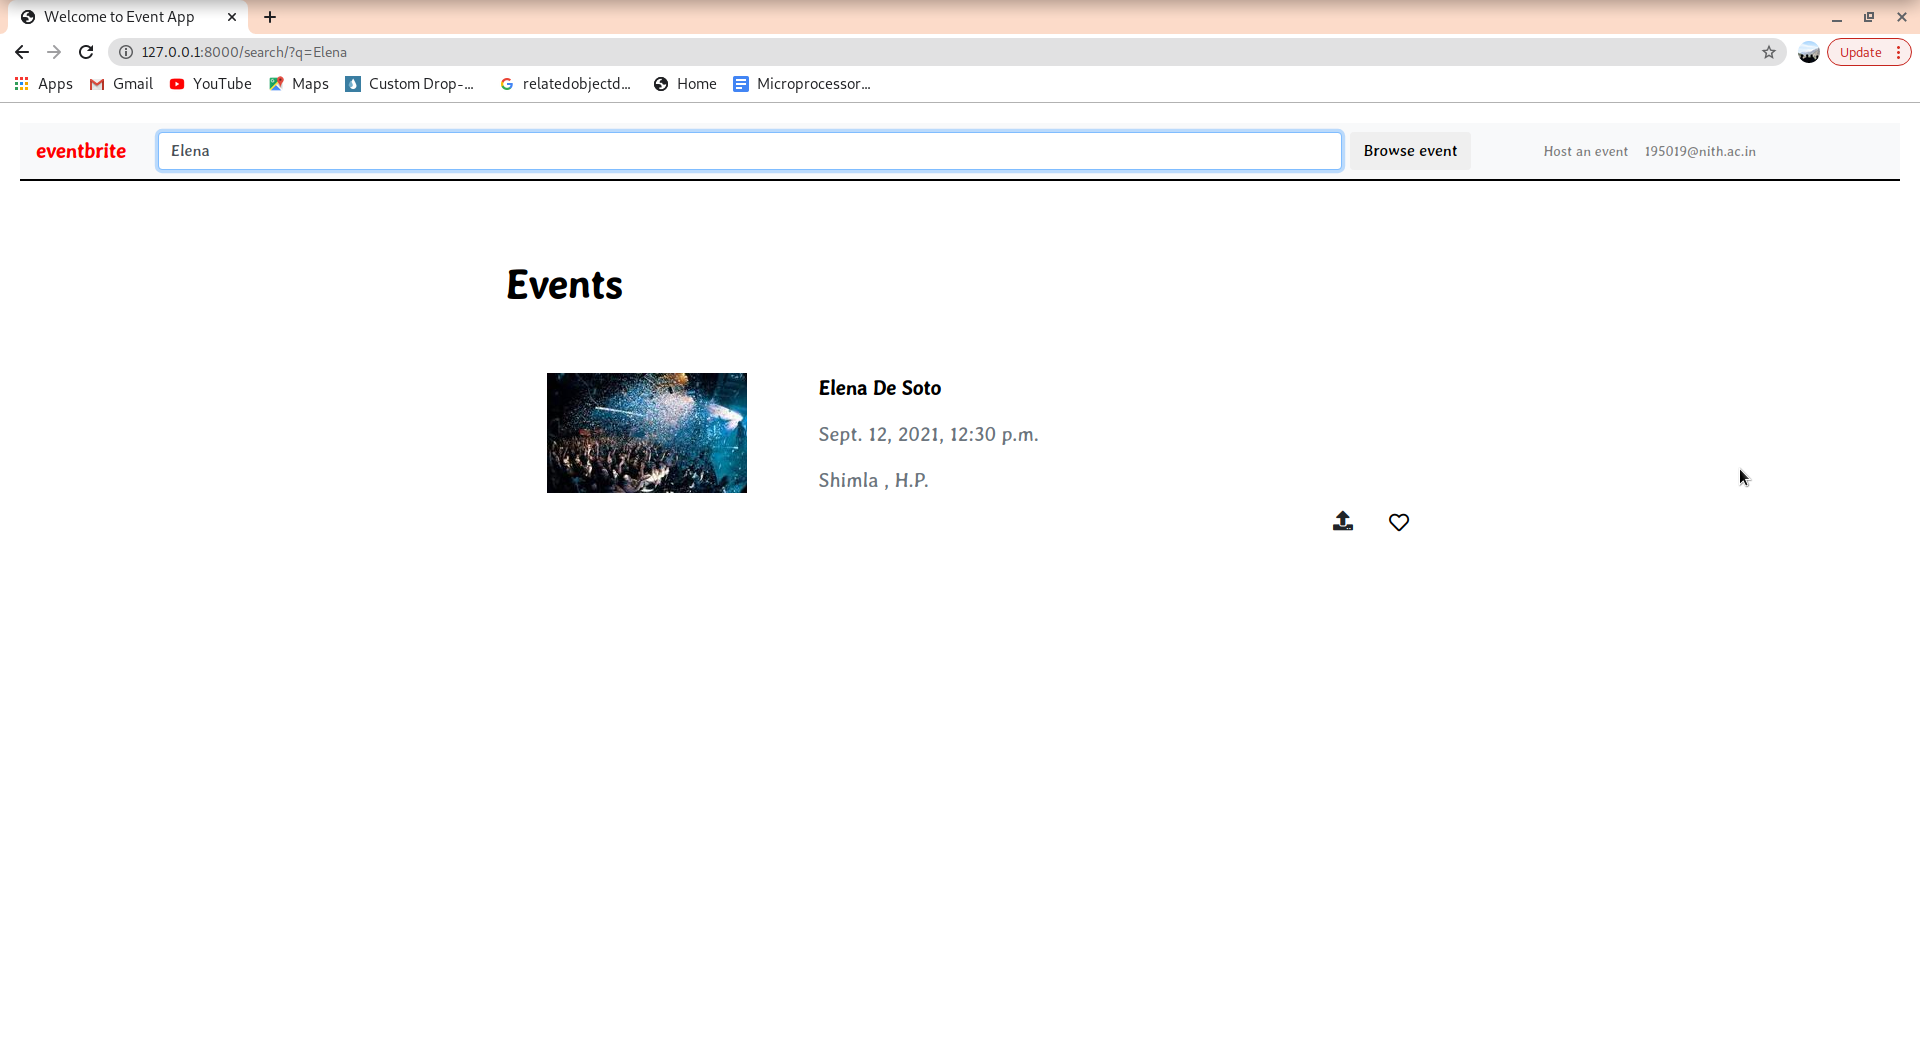 Welcome to Event App
127.0.0.1:8000/search/?q=Elena
Update
Apps Gmail YouTube Maps Custom Drop-... relatedobjectd... Home Microprocessor...
eventbrite Elena Browse event Host an event 195019@nith.ac.in
Events
Elena De Soto
Sept. 12, 2021, 12:30 p.m.
Shimla , H.P.